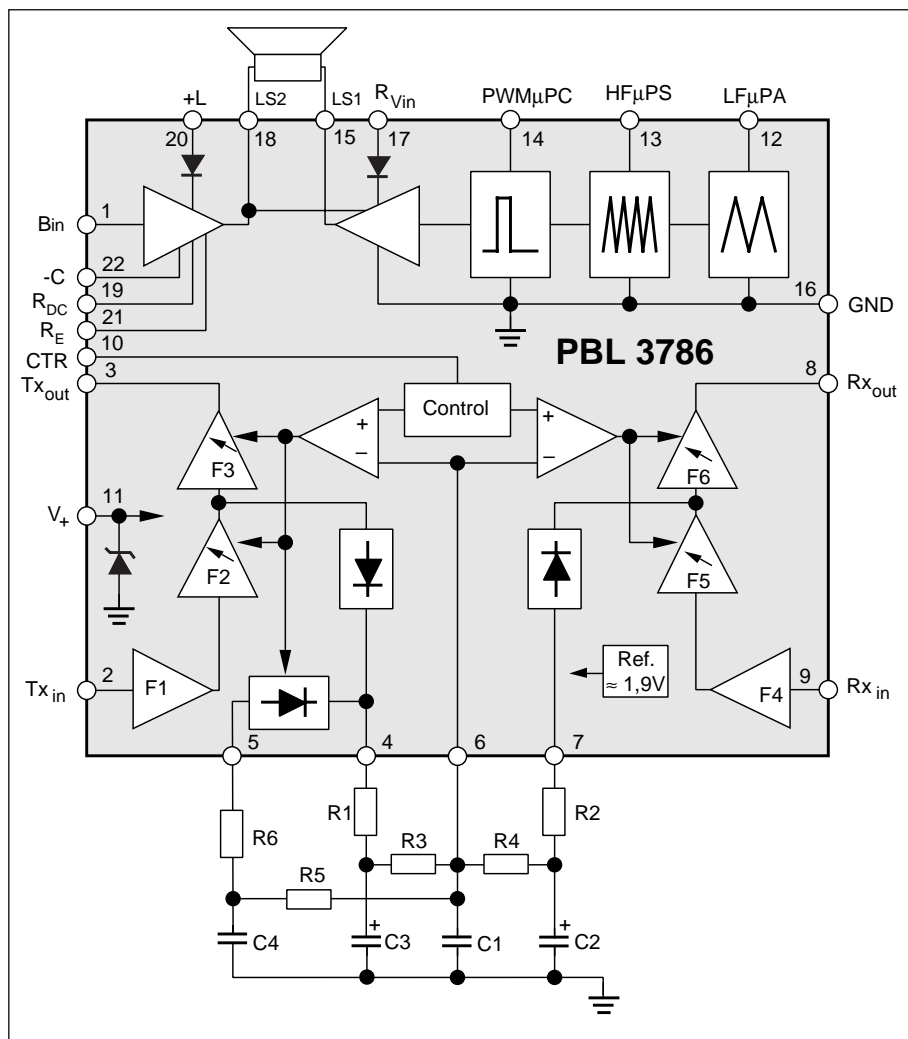 +L LS2 LS1 R_Vin PWMµPC HFµPS LFµPA
20 18 15 17 14 13 12
Bin 1
-C 22
16 GND
R_DC 19
R_E 21
PBL 3786
CTR 10
Tx_out 3
8 Rx_out
Control
+ +
− −
F3 F6
V_+ 11
F2 F5
Ref.
≈ 1,9V
Tx_in 2 F1
F4 9 Rx_in
5 4 6 7
R1 R2
R6 R3 R4
R5
+ +
C4 C3 C1 C2